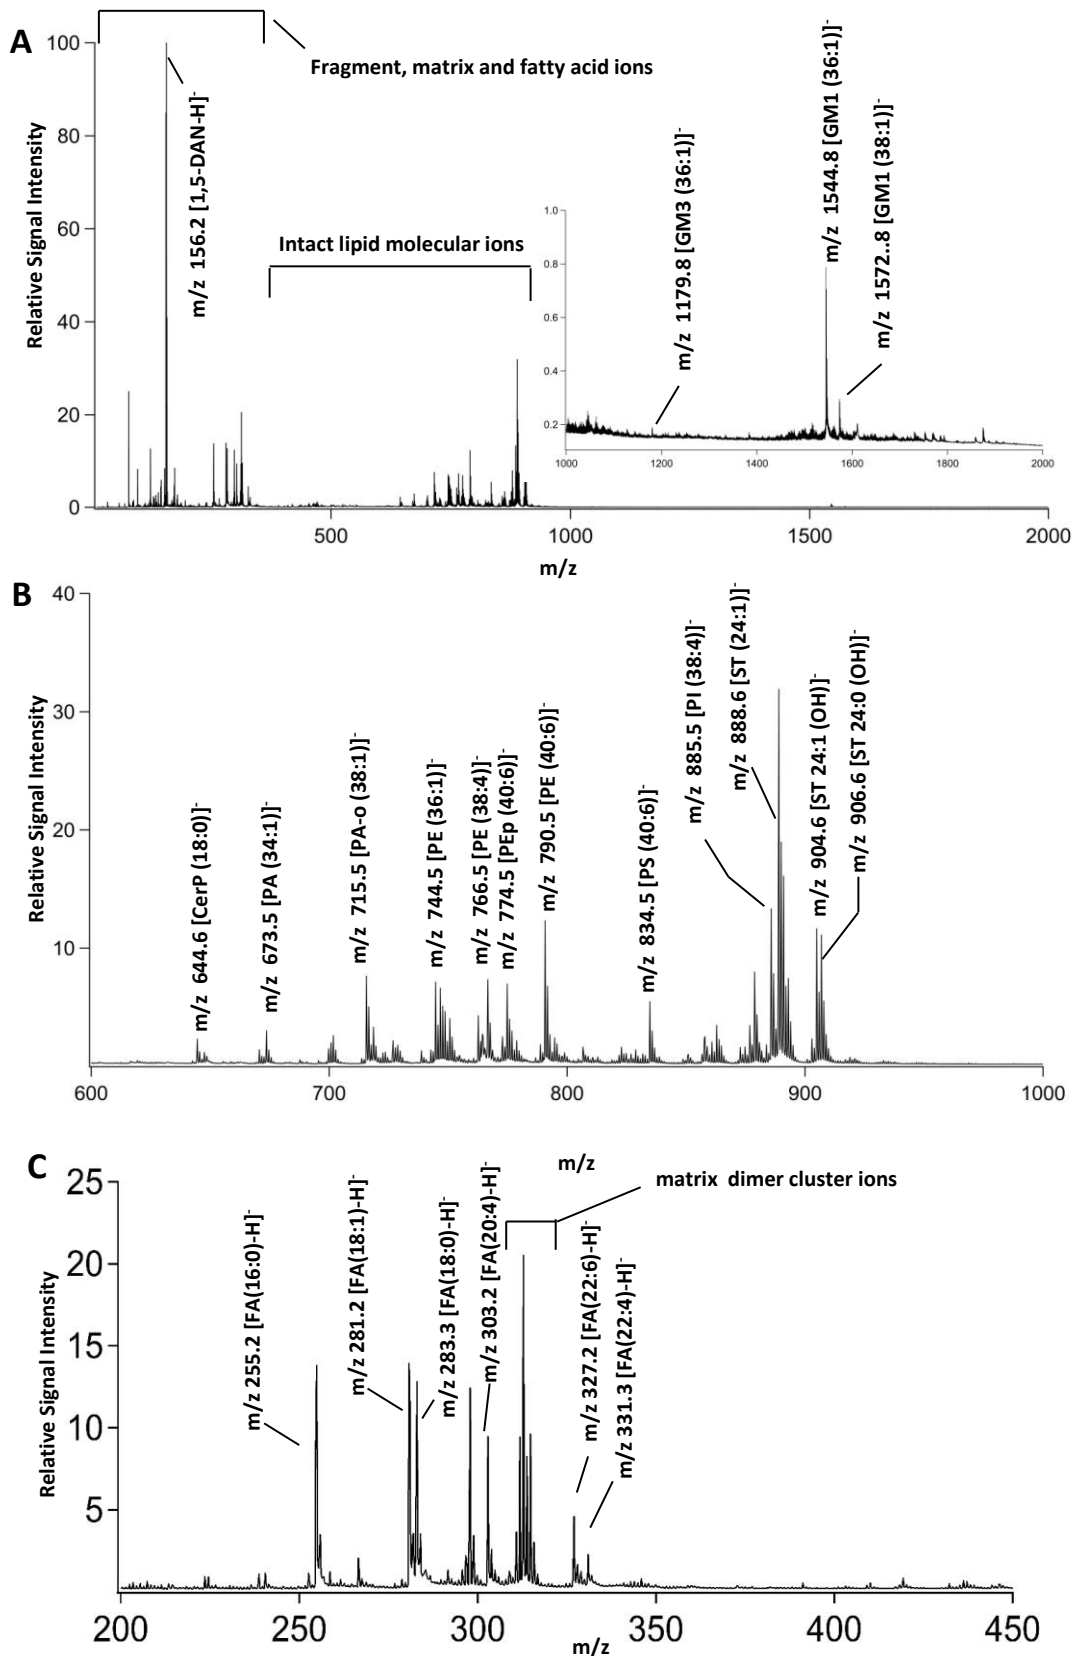 A
Fragment, matrix and fatty acid ions
Intact lipid molecular ions
Relative Signal Intensity
100
80
60
40
20
0
m/z 156.2 [1,5-DAN-H]-
m/z 1179.8 [GM3 (36:1)]-
m/z 1544.8 [GM1 (36:1)]-
m/z 1572..8 [GM1 (38:1)]-
1.0
0.8
0.6
0.4
0.2
1000 1200 1400 1600 1800 2000
500 1000 1500 2000
m/z
B
Relative Signal Intensity
40
30
20
10
m/z 644.6 [CerP (18:0)]-
m/z 673.5 [PA (34:1)]-
m/z 715.5 [PA-o (38:1)]-
m/z 744.5 [PE (36:1)]-
m/z 766.5 [PE (38:4)]-
m/z 774.5 [PEp (40:6)]-
m/z 790.5 [PE (40:6)]-
m/z 834.5 [PS (40:6)]-
m/z 885.5 [PI (38:4)]-
m/z 888.6 [ST (24:1)]-
m/z 904.6 [ST 24:1 (OH)]-
m/z 906.6 [ST 24:0 (OH)]-
600 700 800 900 1000
m/z
C
matrix dimer cluster ions
Relative Signal Intensity
25
20
15
10
5
m/z 255.2 [FA(16:0)-H]-
m/z 281.2 [FA(18:1)-H]-
m/z 283.3 [FA(18:0)-H]-
m/z 303.2 [FA(20:4)-H]-
m/z 327.2 [FA(22:6)-H]-
m/z 331.3 [FA(22:4)-H]-
200 250 300 350 400 450
m/z